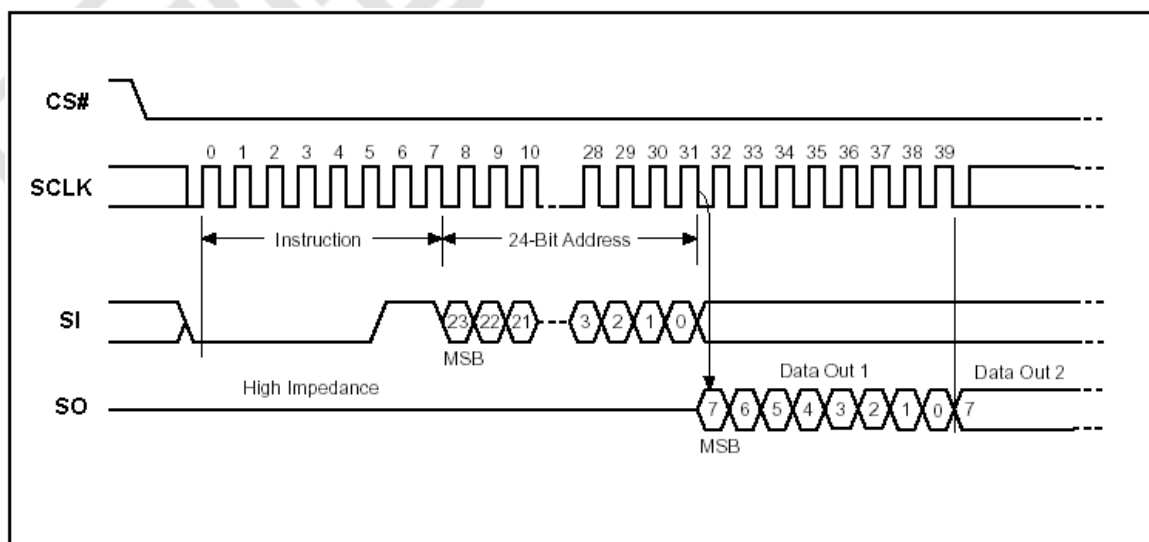 CS#
0 1 2 3 4 5 6 7 8 9 10 28 29 30 31 32 33 34 35 36 37 38 39
SCLK
Instruction 24-Bit Address
SI 23 22 21 3 2 1 0
MSB
High Impedance Data Out 1 Data Out 2
SO 7 6 5 4 3 2 1 0 7
MSB